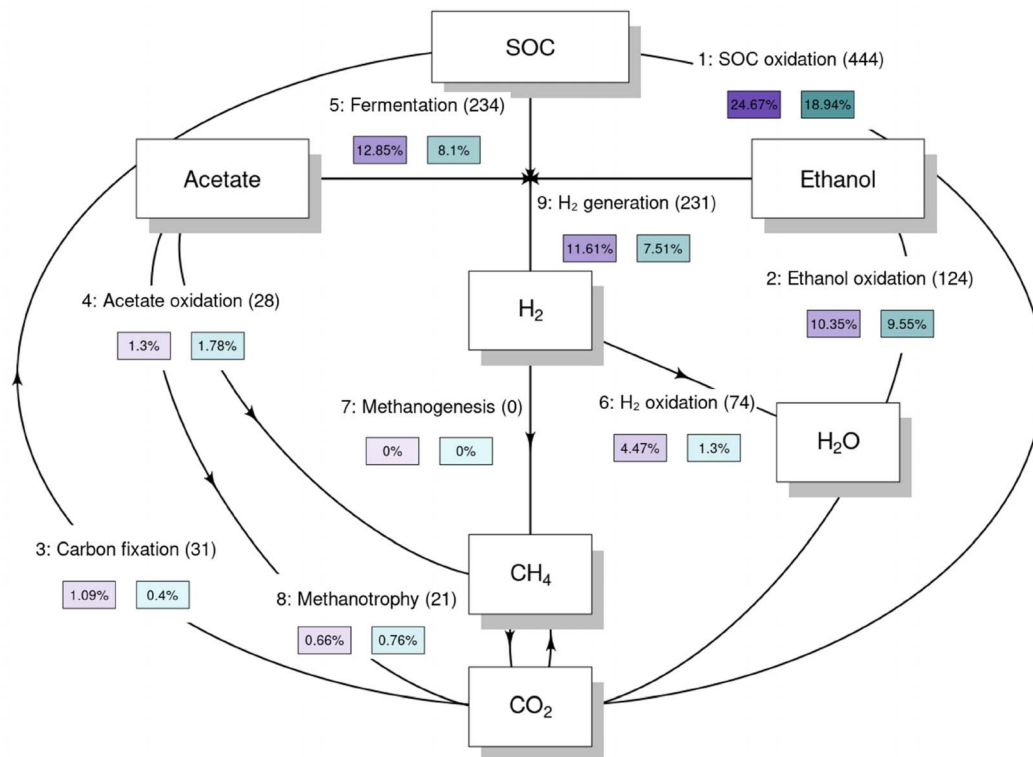 SOC
1: SOC oxidation (444)
24.67% 18.94%
5: Fermentation (234)
12.85% 8.1%
Acetate
Ethanol
9: H₂ generation (231)
11.61% 7.51%
2: Ethanol oxidation (124)
10.35% 9.55%
4: Acetate oxidation (28)
1.3% 1.78%
H₂
7: Methanogenesis (0)
0% 0%
6: H₂ oxidation (74)
4.47% 1.3%
H₂O
3: Carbon fixation (31)
1.09% 0.4%
CH₄
8: Methanotrophy (21)
0.66% 0.76%
CO₂